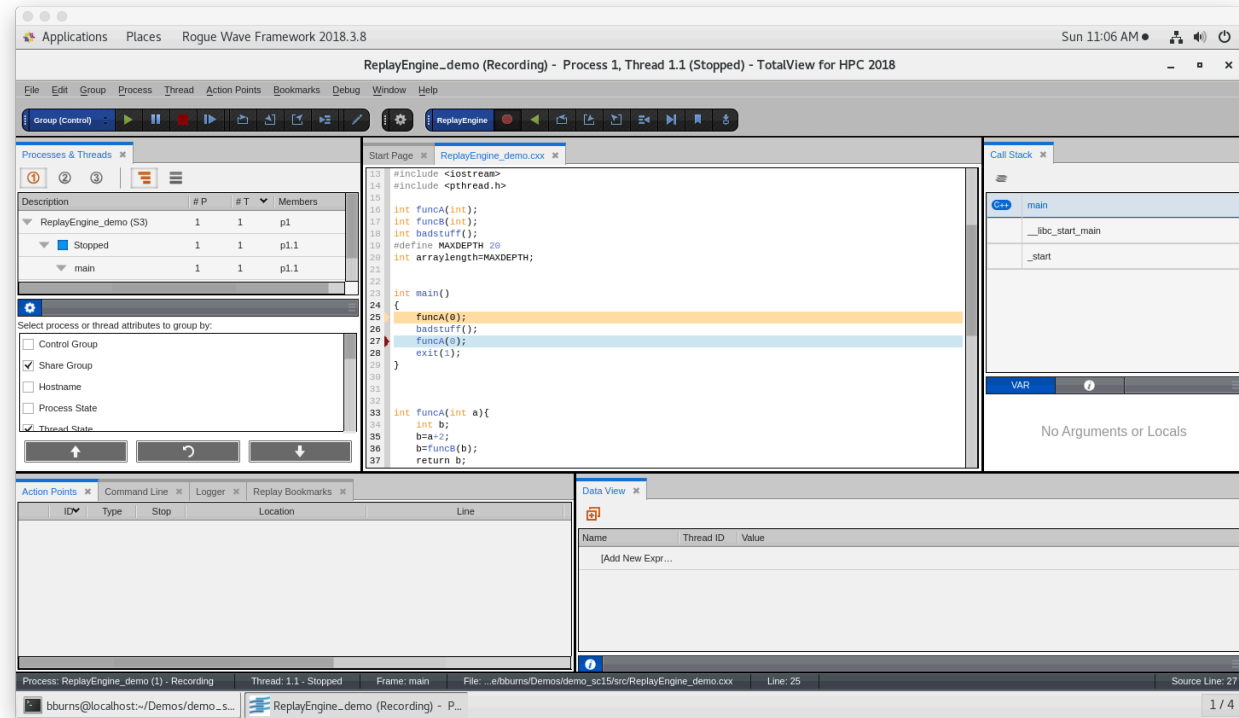 Applications Places Rogue Wave Framework 2018.3.8 Sun 11:06 AM
ReplayEngine_demo (Recording) - Process 1, Thread 1.1 (Stopped) - TotalView for HPC 2018
File Edit Group Process Thread Action Points Bookmarks Debug Window Help
Group (Control) ReplayEngine
Processes & Threads
① ② ③
Description # P # T Members
ReplayEngine_demo (S3) 1 1 p1
Stopped 1 1 p1.1
main 1 1 p1.1
Select process or thread attributes to group by:
Control Group
Share Group
Hostname
Process State
Thread State
Start Page ReplayEngine_demo.cxx
13 #include <iostream>
14 #include <pthread.h>
15
16 int funcA(int);
17 int funcB(int);
18 int badstuff();
19 #define MAXDEPTH 20
20 int arraylength=MAXDEPTH;
21
22
23 int main()
24 {
25 funcA(0);
26 badstuff();
27 funcA(0);
28 exit(1);
29 }
30
31
32
33 int funcA(int a){
34 int b;
35 b=a+2;
36 b=funcB(b);
37 return b;
Call Stack
C++ main
__libc_start_main
_start
VAR i
No Arguments or Locals
Action Points Command Line Logger Replay Bookmarks
ID Type Stop Location Line
Data View
Name Thread ID Value
[Add New Expr...
Process: ReplayEngine_demo (1) - Recording Thread: 1.1 - Stopped Frame: main File: ...e/bburns/Demos/demo_sc15/src/ReplayEngine_demo.cxx Line: 25 Source Line: 27
bburns@localhost:~/Demos/demo_s... ReplayEngine_demo (Recording) - P... 1 / 4